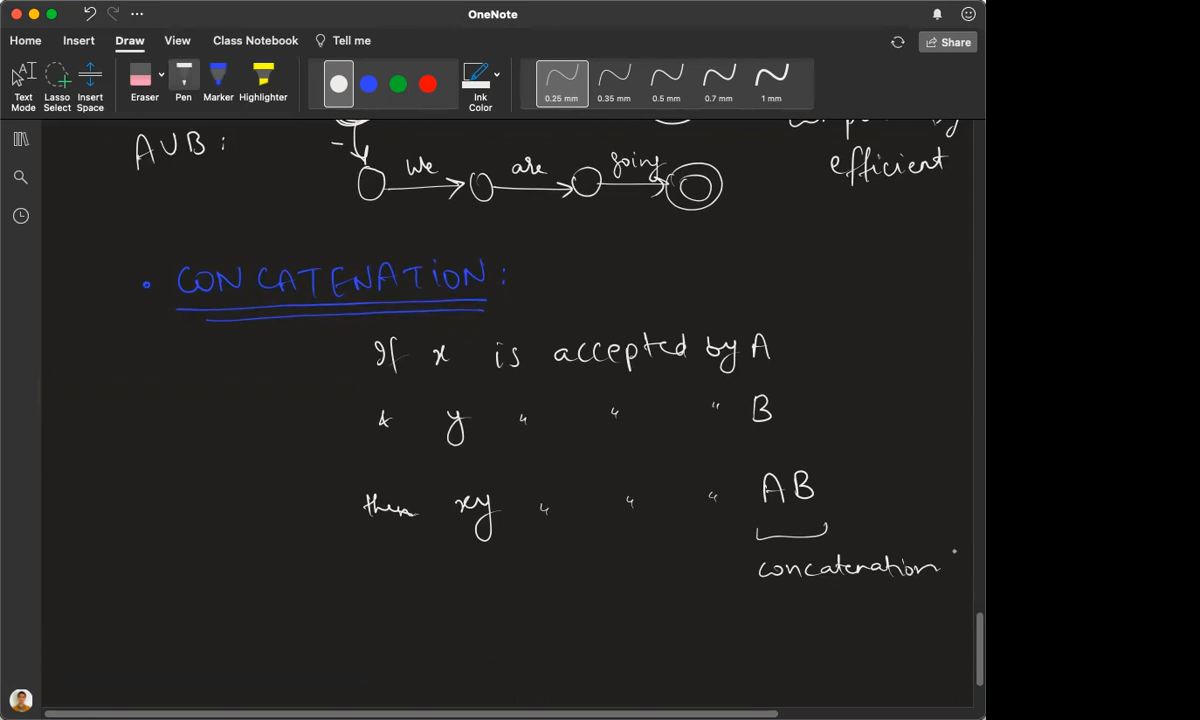 OneNote
Home Insert Draw View Class Notebook Tell me
Share
Text Mode
Lasso Select
Insert Space
Eraser
Pen
Marker
Highlighter
Ink Color
0.25 mm
0.35 mm
0.5 mm
0.7 mm
1 mm
by
AUB:
efficient
We are going
• CONCATENATION:
If x is accepted by A
& y " " " B
then xy " " " AB
concatenation